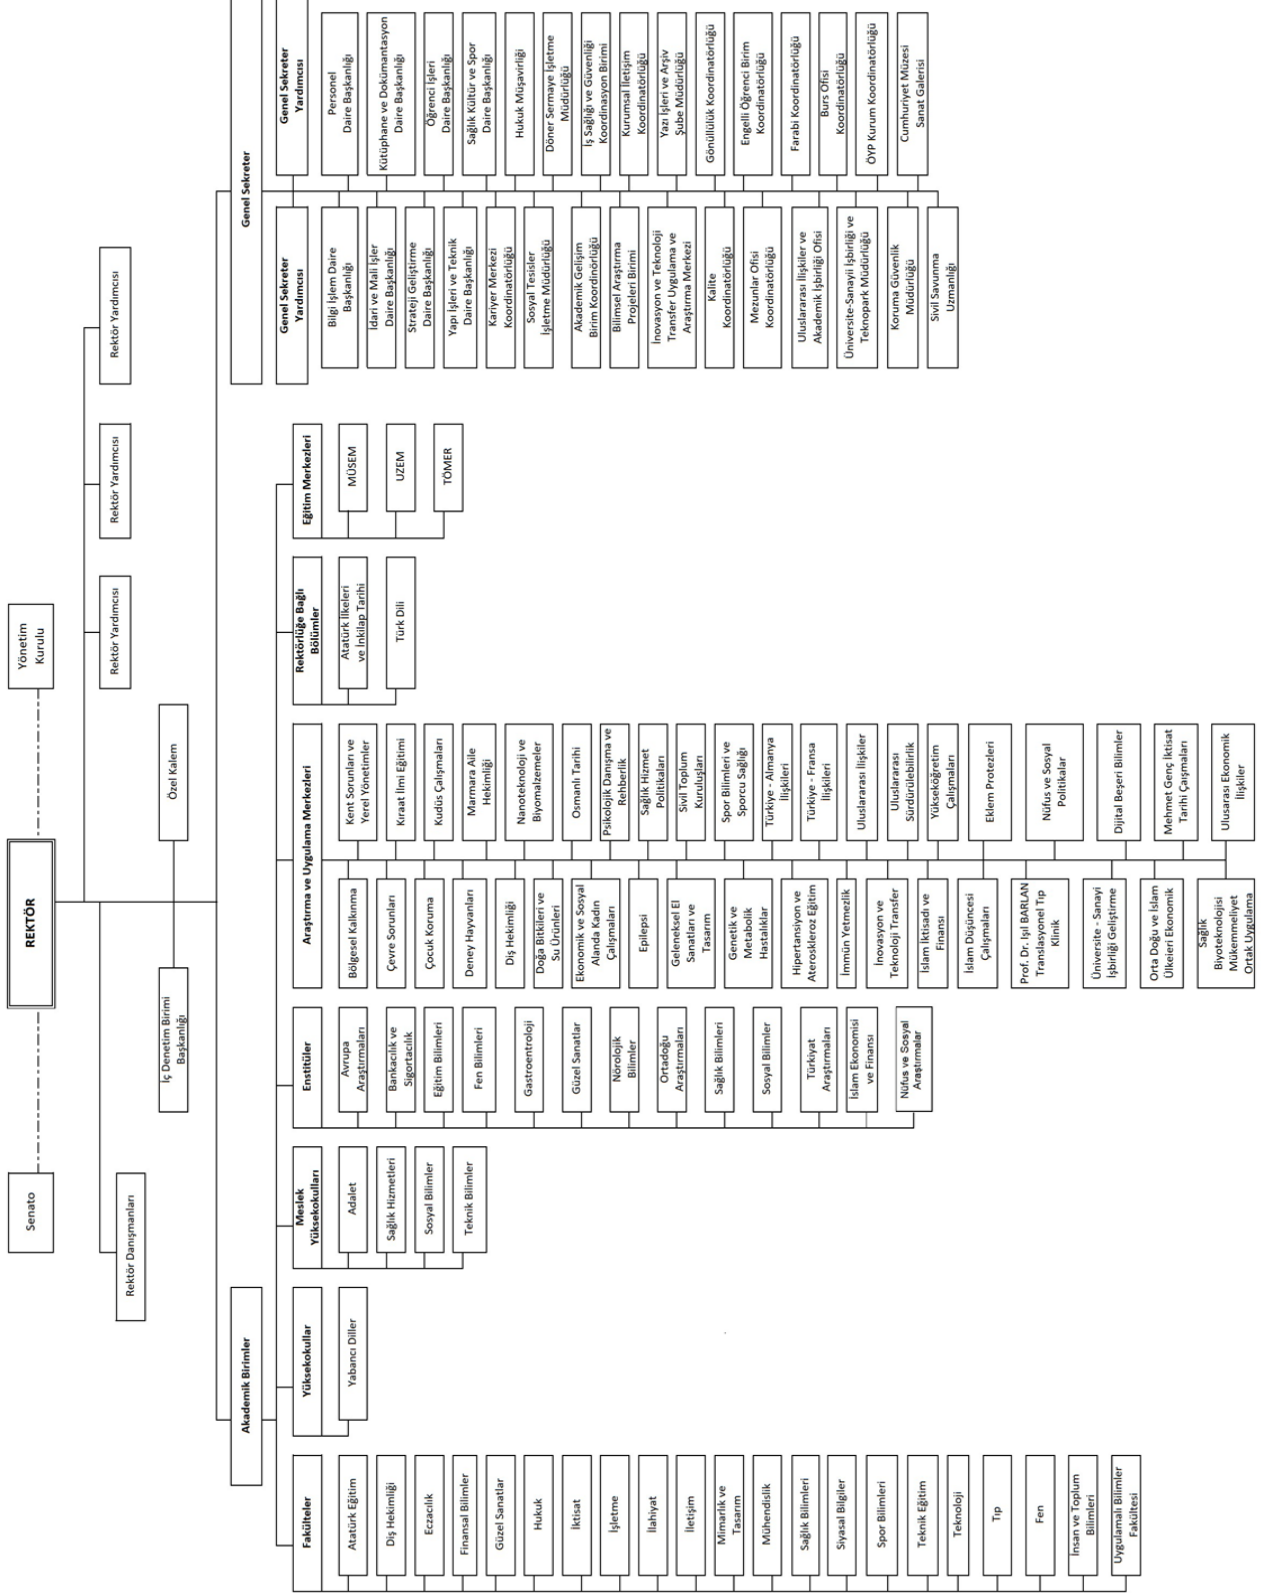 Senato
REKTÖR
Yönetim
Kurulu
Rektör Danışmanları
Rektör Yardımcısı
Rektör Yardımcısı
Rektör Yardımcısı
İç Denetim Birimi
Başkanlığı
Özel Kalem
Akademik Birimler
Genel Sekreter
Fakülteler
Atatürk Eğitim
Diş Hekimliği
Eczacılık
Finansal Bilimler
Güzel Sanatlar
Hukuk
İktisat
İşletme
İlahiyat
İletişim
Mimarlık ve
Tasarım
Mühendislik
Sağlık Bilimleri
Siyasal Bilgiler
Spor Bilimleri
Teknik Eğitim
Teknoloji
Tıp
Fen
İnsan ve Toplum
Bilimleri
Uygulamalı Bilimler
Fakültesi
Yüksekokullar
Yabancı Diller
Meslek
Yüksekokulları
Adalet
Sağlık Hizmetleri
Sosyal Bilimler
Teknik Bilimler
Enstitüler
Avrupa
Araştırmaları
Bankacılık ve
Sigortacılık
Eğitim Bilimleri
Fen Bilimleri
Gastroentroloji
Güzel Sanatlar
Nörolojik
Bilimler
Ortadoğu
Araştırmaları
Sağlık Bilimleri
Sosyal Bilimler
Türkiyat
Araştırmaları
İslam Ekonomisi
ve Finansı
Nüfus ve Sosyal
Araştırmalar
Araştırma ve Uygulama Merkezleri
Bölgesel Kalkınma
Çevre Sorunları
Çocuk Koruma
Deney Hayvanları
Diş Hekimliği
Doğa Bitkileri ve
Su Ürünleri
Ekonomik ve Sosyal
Alanda Kadın
Çalışmaları
Epilepsi
Geleneksel El
Sanatları ve
Tasarım
Genetik ve
Metabolik
Hastalıklar
Hipertansiyon ve
Ateroskleroz Eğitim
İmmün Yetmezlik
İnovasyon ve
Teknoloji Transfer
İslam İktisadı ve
Finansı
İslam Düşüncesi
Çalışmaları
Prof. Dr. Işıl BARLAN
Translasyonel Tıp
Klinik
Üniversite - Sanayi
İşbirliği Geliştirme
Orta Doğu ve İslam
Ülkeieri Ekonomik
Sağlık
Biyoteknolojisi
Mükemmeliyet
Ortak Uygulama
Kent Sorunları ve
Yerel Yönetimler
Kıraat İlmi Eğitimi
Kudüs Çalışmaları
Marmara Aile
Hekimliği
Nanoteknoloji ve
Biyomalzemeler
Osmanlı Tarihi
Psikolojik Danışma ve
Rehberlik
Sağlık Hizmet
Politikaları
Sivil Toplum
Kuruluşları
Spor Bilimleri ve
Sporcu Sağlığı
Türkiye - Almanya
İlişkileri
Türkiye - Fransa
İlişkileri
Uluslararası İlişkiler
Uluslararası
Sürdürülebilirlik
Yükseköğretim
Çalışmaları
Eklem Protezleri
Nüfus ve Sosyal
Politikalar
Dijital Beşeri Bilimler
Mehmet Genç İktisat
Tarihi Çarşmaları
Ulusarası Ekonomik
İlişkiler
Rektörlüğe Bağlı
Bölümler
Atatürk İlkeleri
ve İnkilap Tarihi
Türk Dili
Eğitim Merkezleri
MÜSEM
UZEM
TÖMER
Genel Sekreter
Yardımcısı
Bilgi İşlem Daire
Başkanlığı
İdari ve Mali İşler
Daire Başkanlığı
Strateji Geliştirme
Daire Başkanlığı
Yapı İşleri ve Teknik
Daire Başkanlığı
Kariyer Merkezi
Koordinatörlüğü
Sosyal Tesisler
İşletme Müdürlüğü
Akademik Gelişim
Birim Koordinörlüğü
Bilimsel Araştırma
Projeleri Birimi
İnovasyon ve Teknoloji
Transfer Uygulama ve
Araştırma Merkezi
Kalite
Koordinatörlüğü
Mezunlar Ofisi
Koordinatörlüğü
Uluslararası İlişkiler ve
Akademik İşbirliği Ofisi
Üniversite-Sanayii İşbirliği ve
Teknopark Müdürlüğü
Koruma Güvenlik
Müdürlüğü
Sivil Savunma
Uzmanlığı
Genel Sekreter
Yardımcısı
Personel
Daire Başkanlığı
Kütüphane ve Dokümantasyon
Daire Başkanlığı
Öğrenci İşleri
Daire Başkanlığı
Sağlık Kültür ve Spor
Daire Başkanlığı
Hukuk Müşavirliği
Döner Sermaye İşletme
Müdürlüğü
İş Sağlığı ve Güvenliği
Koordinasyon Birimi
Kurumsal İletişim
Koordinatörlüğü
Yazı İşleri ve Arşiv
Şube Müdürlüğü
Gönüllülük Koordinatörlüğü
Engelli Öğrenci Birim
Koordinatörlüğü
Farabi Koordinatörlüğü
Burs Ofisi
Koordinatörlüğü
ÖYP Kurum Koordinatörlüğü
Cumhuriyet Müzesi
Sanat Galerisi